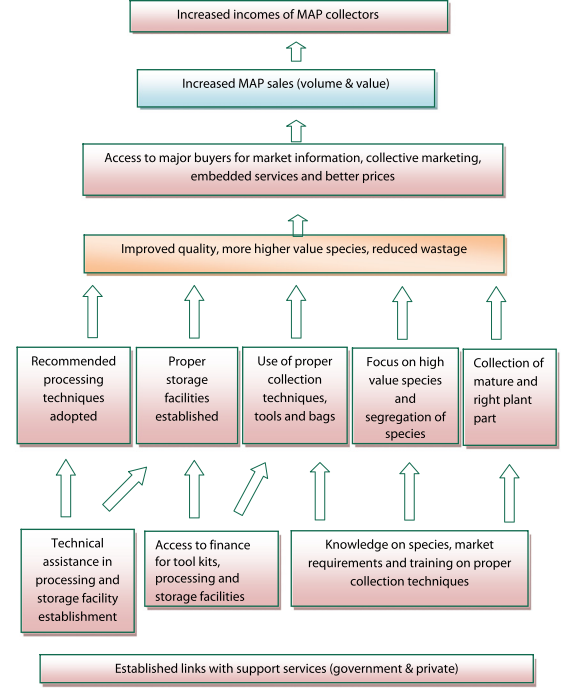 Increased incomes of MAP collectors
Increased MAP sales (volume & value)
Access to major buyers for market information, collective marketing,
embedded services and better prices
Improved quality, more higher value species, reduced wastage
Recommended
processing
techniques
adopted
Proper
storage
facilities
established
Use of proper
collection
techniques,
tools and bags
Focus on high
value species
and
segregation of
species
Collection of
mature and
right plant
part
Technical
assistance in
processing and
storage facility
establishment
Access to finance
for tool kits,
processing and
storage facilities
Knowledge on species, market
requirements and training on proper
collection techniques
Established links with support services (government & private)